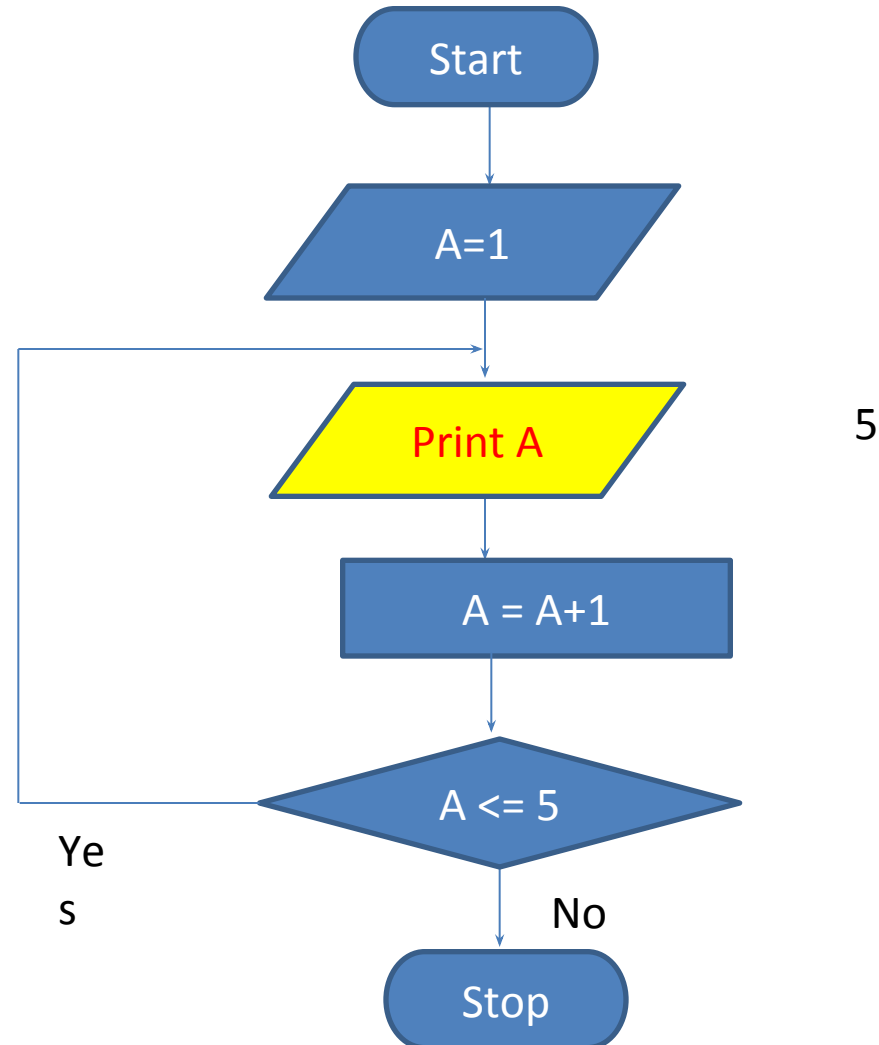 Start
A=1
Print A
5
A = A+1
A <= 5
Ye
s
No
Stop